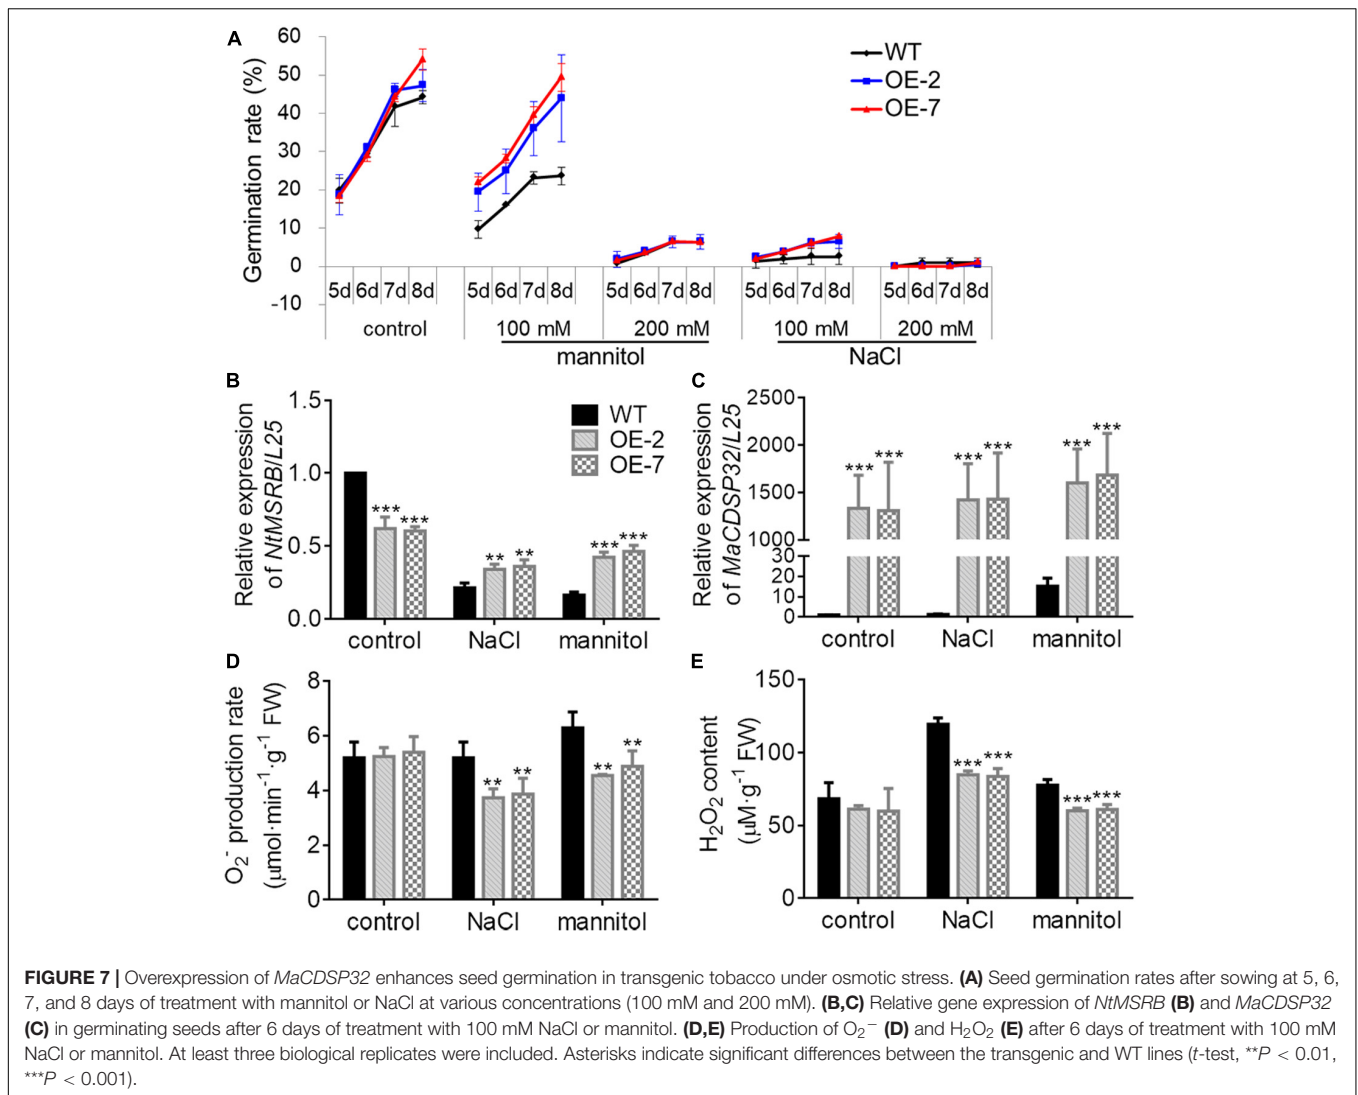 A
Germination rate (%)
60
50
40
30
20
10
0
-10
WT
OE-2
OE-7
5d 6d 7d 8d 5d 6d 7d 8d 5d 6d 7d 8d 5d 6d 7d 8d 5d 6d 7d 8d
control 100 mM 200 mM 100 mM 200 mM
mannitol NaCl
B
Relative expression
of NtMSRB/L25
1.5
1.0
0.5
0.0
WT
OE-2
OE-7
*** *** ** ** *** ***
control NaCl mannitol
C
Relative expression
of MaCDSP32/L25
2500
2000
1500
1000
30
20
10
0
*** *** *** *** *** ***
control NaCl mannitol
D
O₂⁻ production rate
(μmol·min⁻¹·g⁻¹ FW)
8
6
4
2
0
** ** ** **
control NaCl mannitol
E
H₂O₂ content
(μM·g⁻¹ FW)
150
100
50
0
*** *** *** ***
control NaCl mannitol
FIGURE 7 | Overexpression of MaCDSP32 enhances seed germination in transgenic tobacco under osmotic stress. (A) Seed germination rates after sowing at 5, 6,
7, and 8 days of treatment with mannitol or NaCl at various concentrations (100 mM and 200 mM). (B,C) Relative gene expression of NtMSRB (B) and MaCDSP32
(C) in germinating seeds after 6 days of treatment with 100 mM NaCl or mannitol. (D,E) Production of O₂⁻ (D) and H₂O₂ (E) after 6 days of treatment with 100 mM
NaCl or mannitol. At least three biological replicates were included. Asterisks indicate significant differences between the transgenic and WT lines (t-test, **P < 0.01,
***P < 0.001).